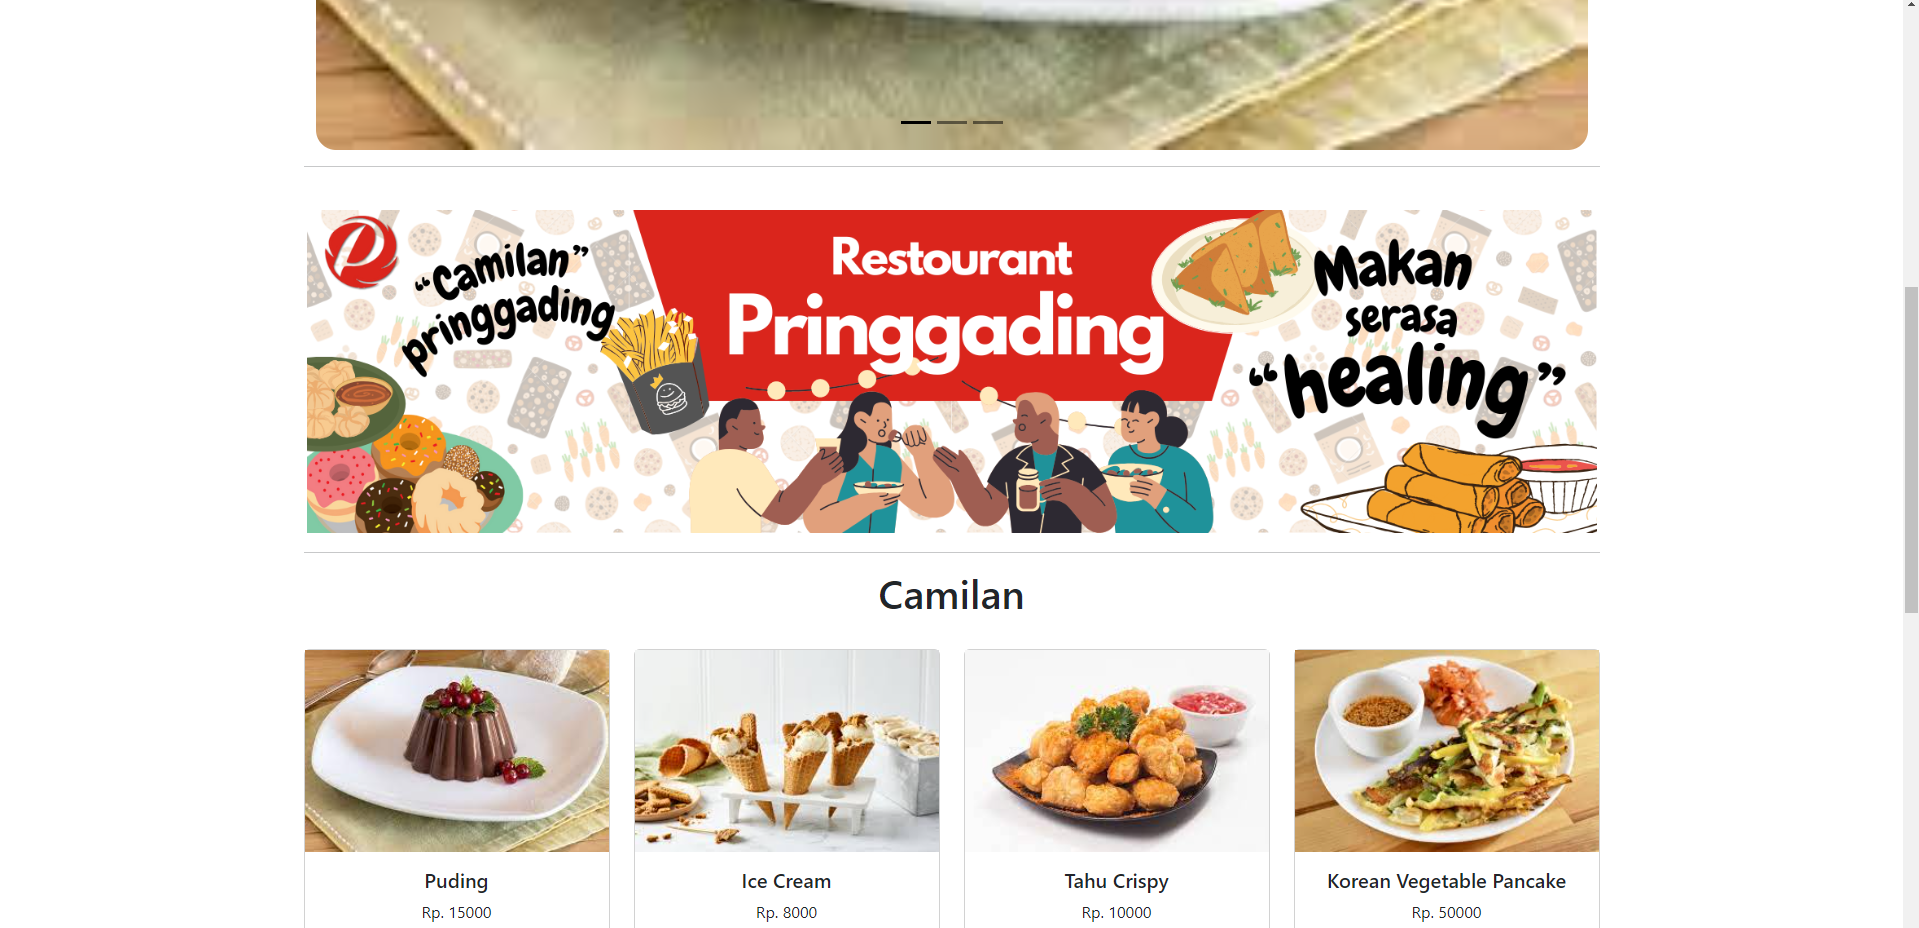 P
“Camilan”
pringgading
Restourant
Pringgading
Makan
serasa
“healing”
Camilan
Puding
Rp. 15000
Ice Cream
Rp. 8000
Tahu Crispy
Rp. 10000
Korean Vegetable Pancake
Rp. 50000